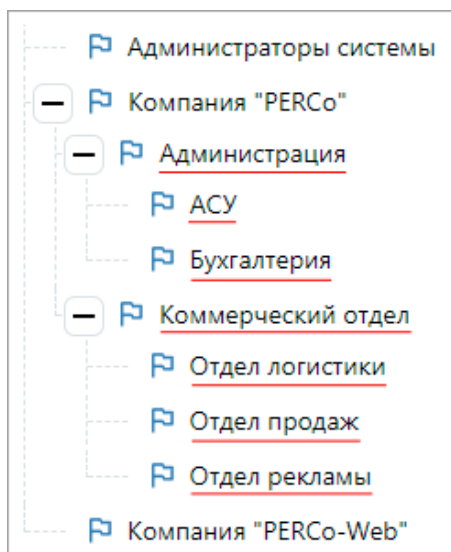 Администраторы системы
Компания "PERCo"
Администрация
АСУ
Бухгалтерия
Коммерческий отдел
Отдел логистики
Отдел продаж
Отдел рекламы
Компания "PERCo-Web"